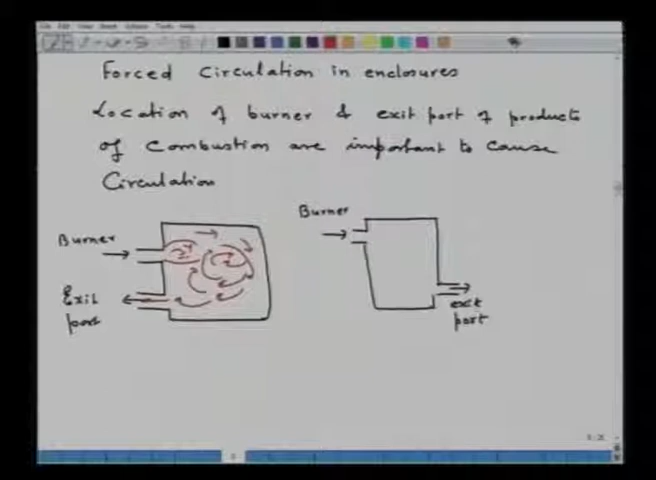 Forced Circulation in enclosures
Location of burner & exit port of products
of Combustion are important to cause
Circulation
Burner
Burner
Exit
port
exit
port